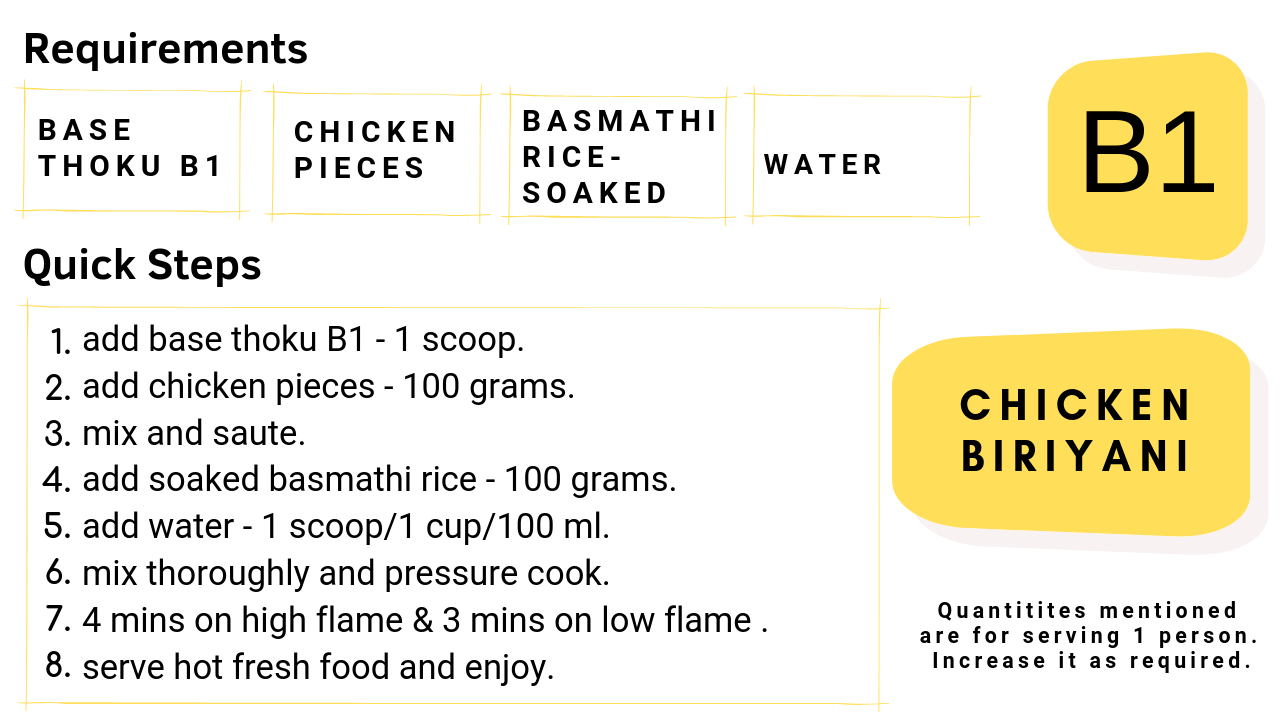 Requirements
BASE
THOKU B1
CHICKEN
PIECES
BASMATHI
RICE-
SOAKED
WATER
B1
Quick Steps
1. add base thoku B1 - 1 scoop.
2. add chicken pieces - 100 grams.
3. mix and saute.
4. add soaked basmathi rice - 100 grams.
5. add water - 1 scoop/1 cup/100 ml.
6. mix thoroughly and pressure cook.
7. 4 mins on high flame & 3 mins on low flame .
8. serve hot fresh food and enjoy.
CHICKEN
BIRIYANI
Quantitites mentioned
are for serving 1 person.
Increase it as required.